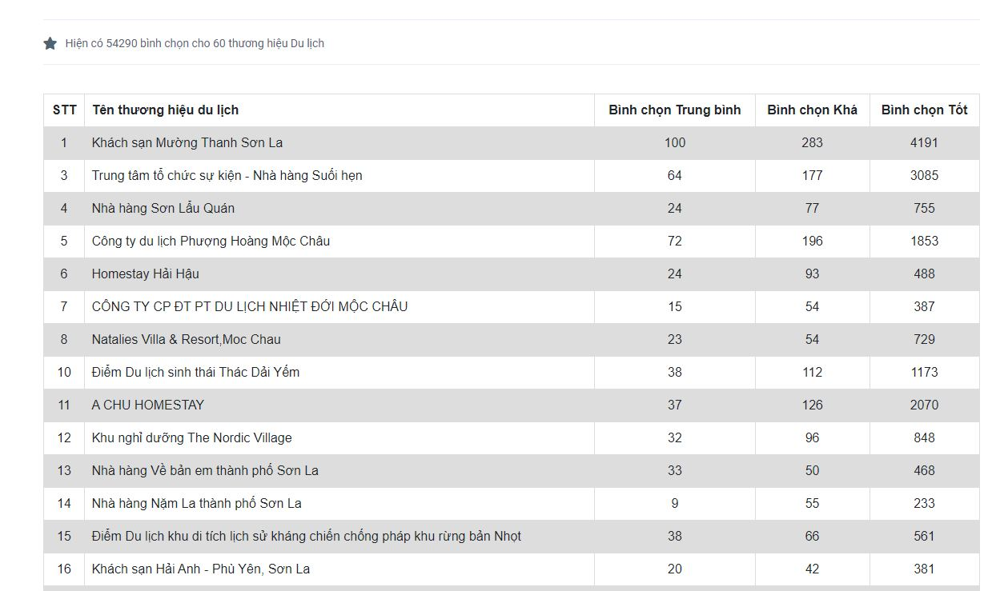 Hiện có 54290 bình chọn cho 60 thương hiệu Du lịch
STT Tên thương hiệu du lịch Bình chọn Trung bình Bình chọn Khá Bình chọn Tốt
1 Khách sạn Mường Thanh Sơn La 100 283 4191
3 Trung tâm tổ chức sự kiện - Nhà hàng Suối hẹn 64 177 3085
4 Nhà hàng Sơn Lẩu Quán 24 77 755
5 Công ty du lịch Phượng Hoàng Mộc Châu 72 196 1853
6 Homestay Hải Hậu 24 93 488
7 CÔNG TY CP ĐT PT DU LỊCH NHIỆT ĐỚI MỘC CHÂU 15 54 387
8 Natalies Villa & Resort,Moc Chau 23 54 729
10 Điểm Du lịch sinh thái Thác Dải Yếm 38 112 1173
11 A CHU HOMESTAY 37 126 2070
12 Khu nghỉ dưỡng The Nordic Village 32 96 848
13 Nhà hàng Về bản em thành phố Sơn La 33 50 468
14 Nhà hàng Nặm La thành phố Sơn La 9 55 233
15 Điểm Du lịch khu di tích lịch sử kháng chiến chống pháp khu rừng bản Nhọt 38 66 561
16 Khách sạn Hải Anh - Phù Yên, Sơn La 20 42 381